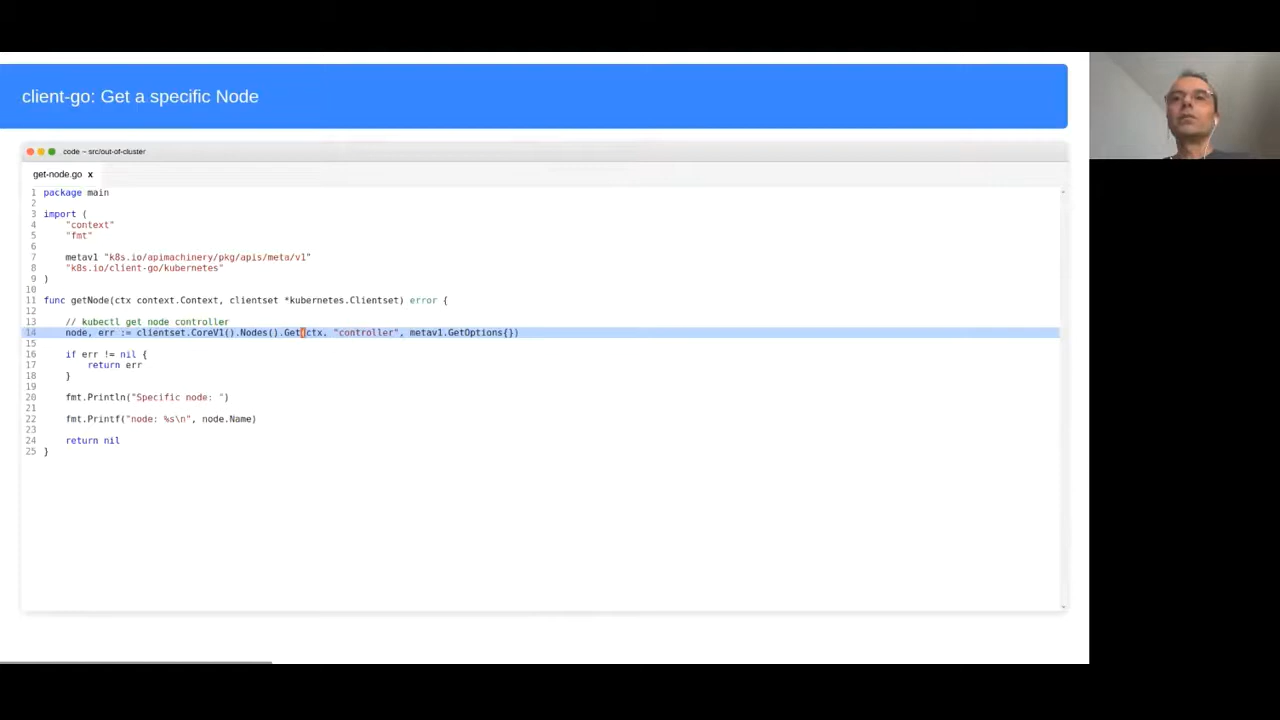 client-go: Get a specific Node
code – src/out-of-cluster
get-node.go x
1 package main
2
3 import (
4 "context"
5 "fmt"
6
7 metav1 "k8s.io/apimachinery/pkg/apis/meta/v1"
8 "k8s.io/client-go/kubernetes"
9 )
10
11 func getNode(ctx context.Context, clientset *kubernetes.Clientset) error {
12
13 // kubectl get node controller
14 node, err := clientset.CoreV1().Nodes().Get(ctx, "controller", metav1.GetOptions{})
15
16 if err != nil {
17 return err
18 }
19
20 fmt.Println("Specific node: ")
21
22 fmt.Printf("node: %s\n", node.Name)
23
24 return nil
25 }